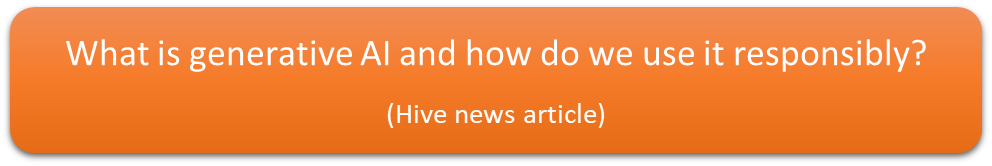 What is generative AI and how do we use it responsibly?
(Hive news article)